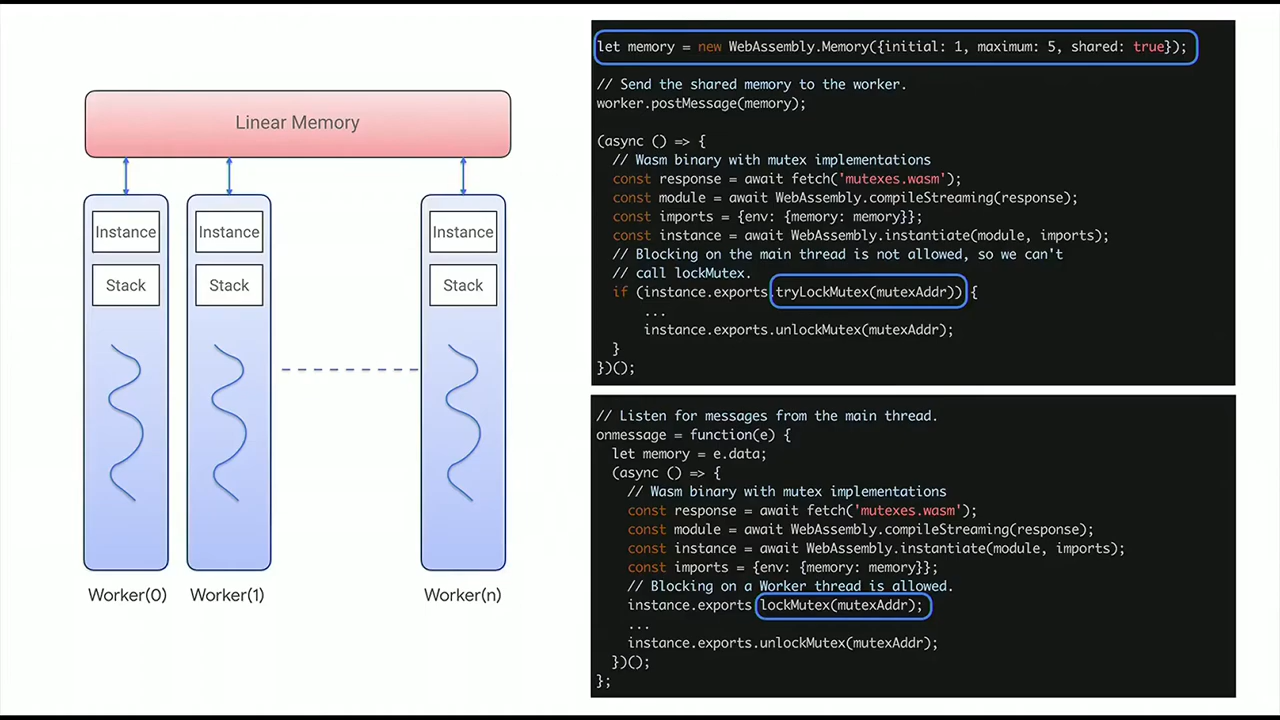 Linear Memory
Instance
Stack
Worker(0)
Instance
Stack
Worker(1)
Instance
Stack
Worker(n)
let memory = new WebAssembly.Memory({initial: 1, maximum: 5, shared: true});
// Send the shared memory to the worker.
worker.postMessage(memory);
(async () => {
// Wasm binary with mutex implementations
const response = await fetch('mutexes.wasm');
const module = await WebAssembly.compileStreaming(response);
const imports = {env: {memory: memory}};
const instance = await WebAssembly.instantiate(module, imports);
// Blocking on the main thread is not allowed, so we can't
// call lockMutex.
if (instance.exports.tryLockMutex(mutexAddr)) {
...
instance.exports.unlockMutex(mutexAddr);
}
})();
// Listen for messages from the main thread.
onmessage = function(e) {
let memory = e.data;
(async () => {
// Wasm binary with mutex implementations
const response = await fetch('mutexes.wasm');
const module = await WebAssembly.compileStreaming(response);
const instance = await WebAssembly.instantiate(module, imports);
const imports = {env: {memory: memory}};
// Blocking on a Worker thread is allowed.
instance.exports.lockMutex(mutexAddr);
...
instance.exports.unlockMutex(mutexAddr);
})();
};